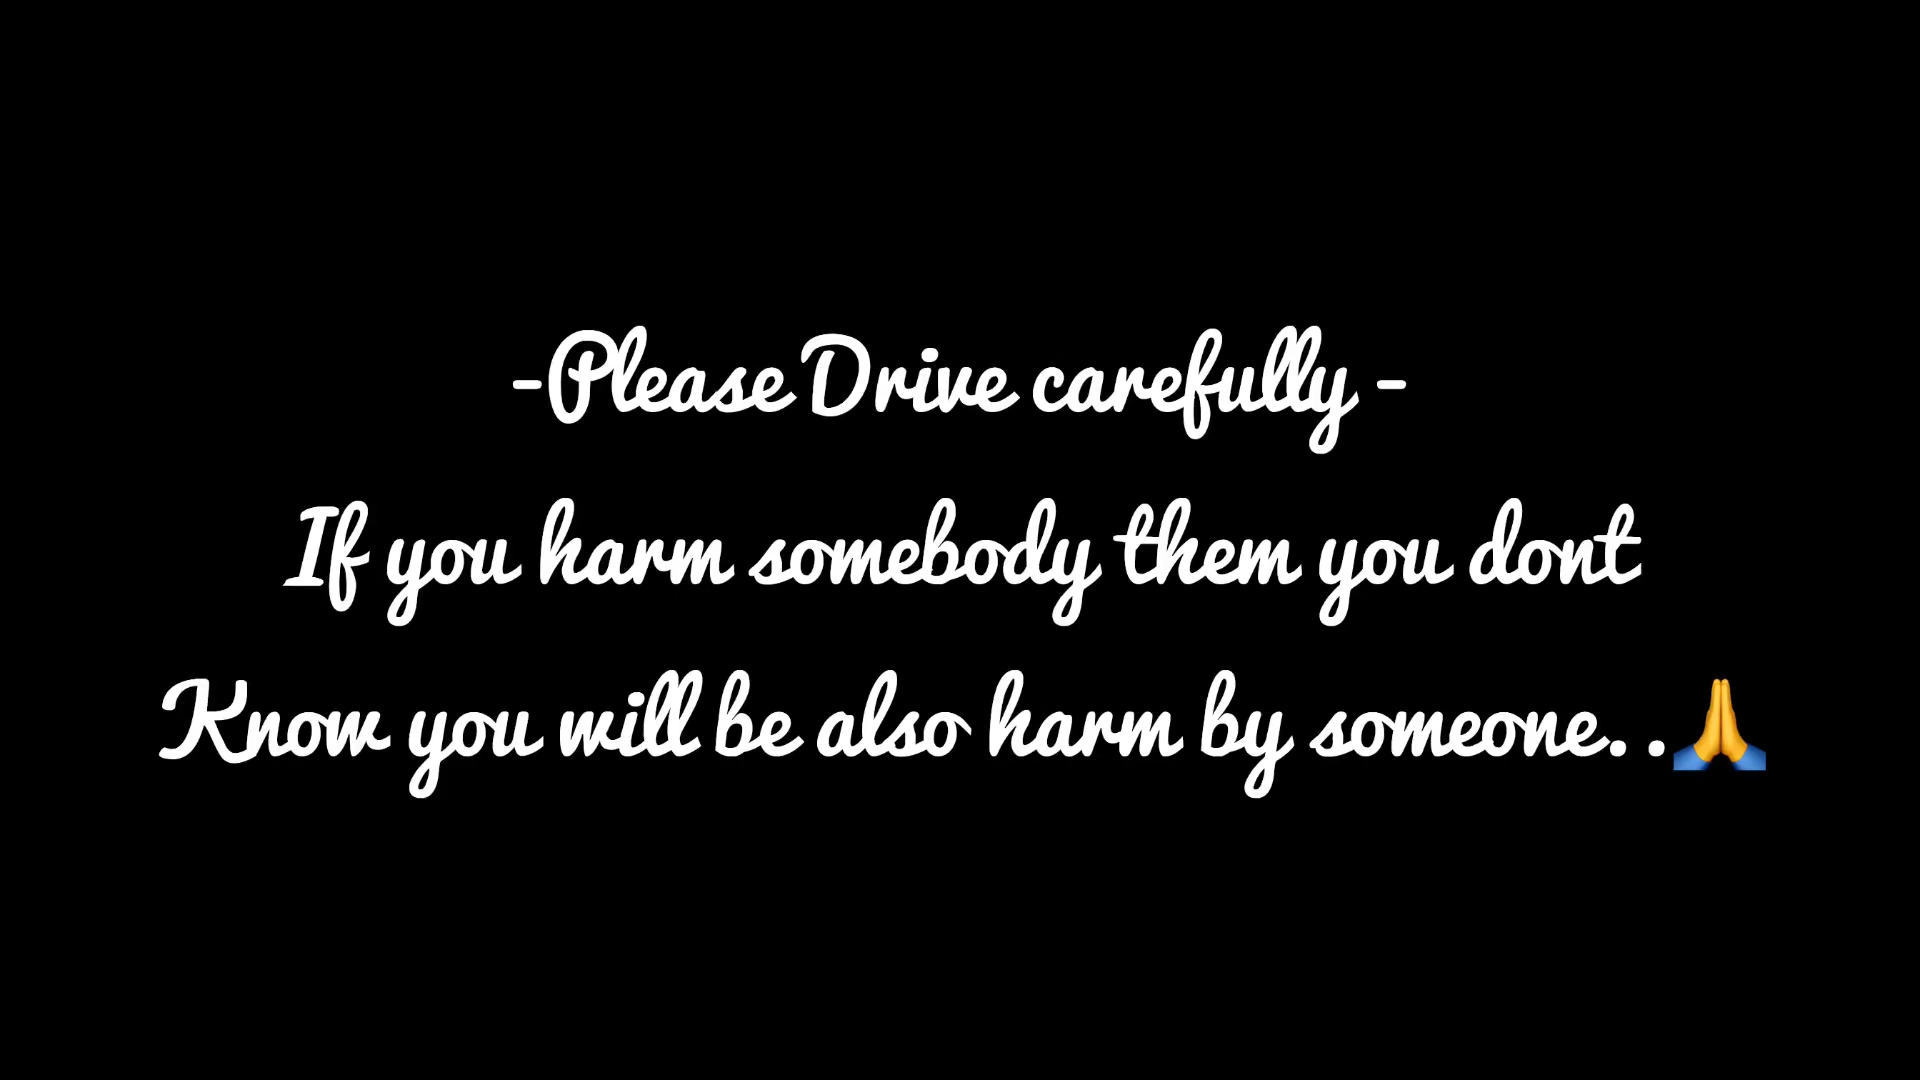 -Please Drive carefully -
If you harm somebody them you dont
Know you will be also harm by someone. .🙏